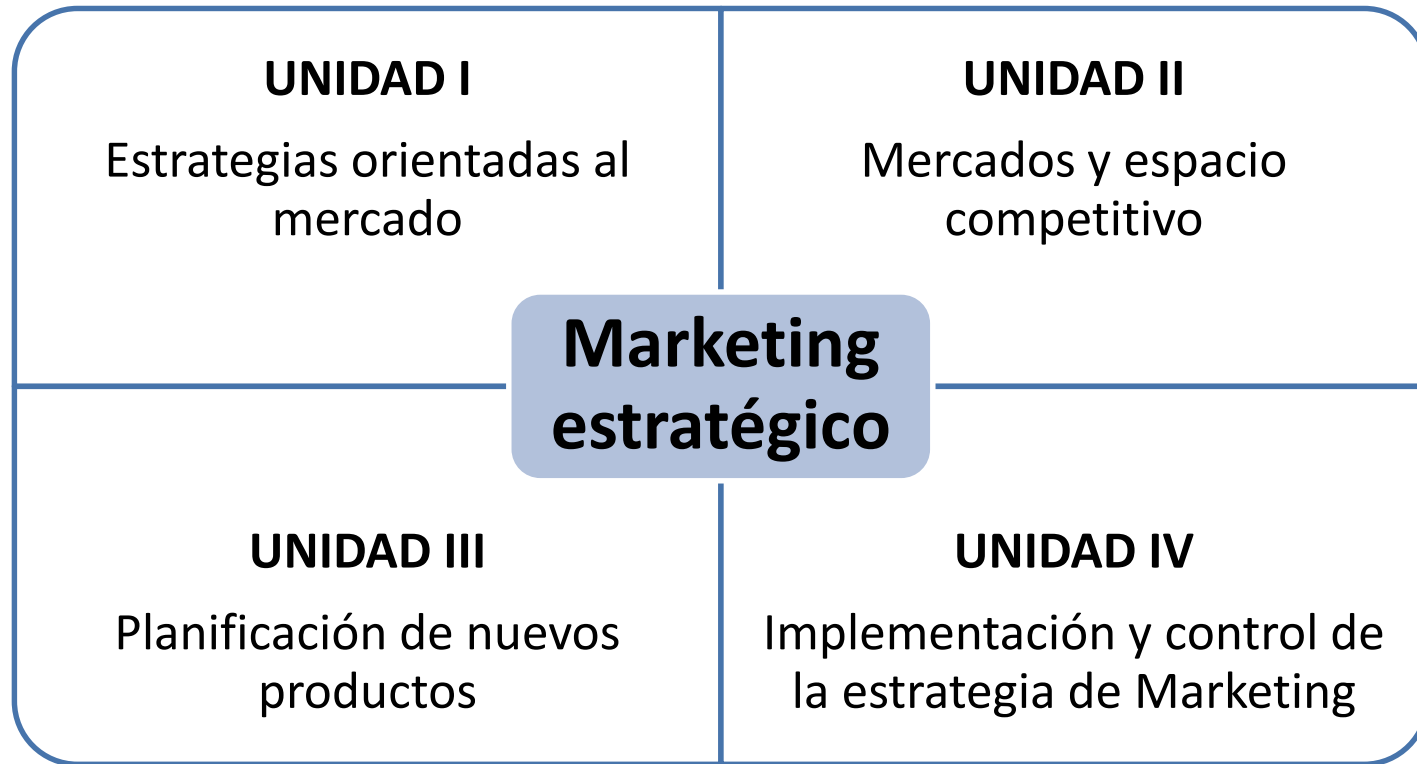 UNIDAD I
Estrategias orientadas al
mercado
UNIDAD II
Mercados y espacio
competitivo
Marketing
estratégico
UNIDAD III
Planificación de nuevos
productos
UNIDAD IV
Implementación y control de
la estrategia de Marketing